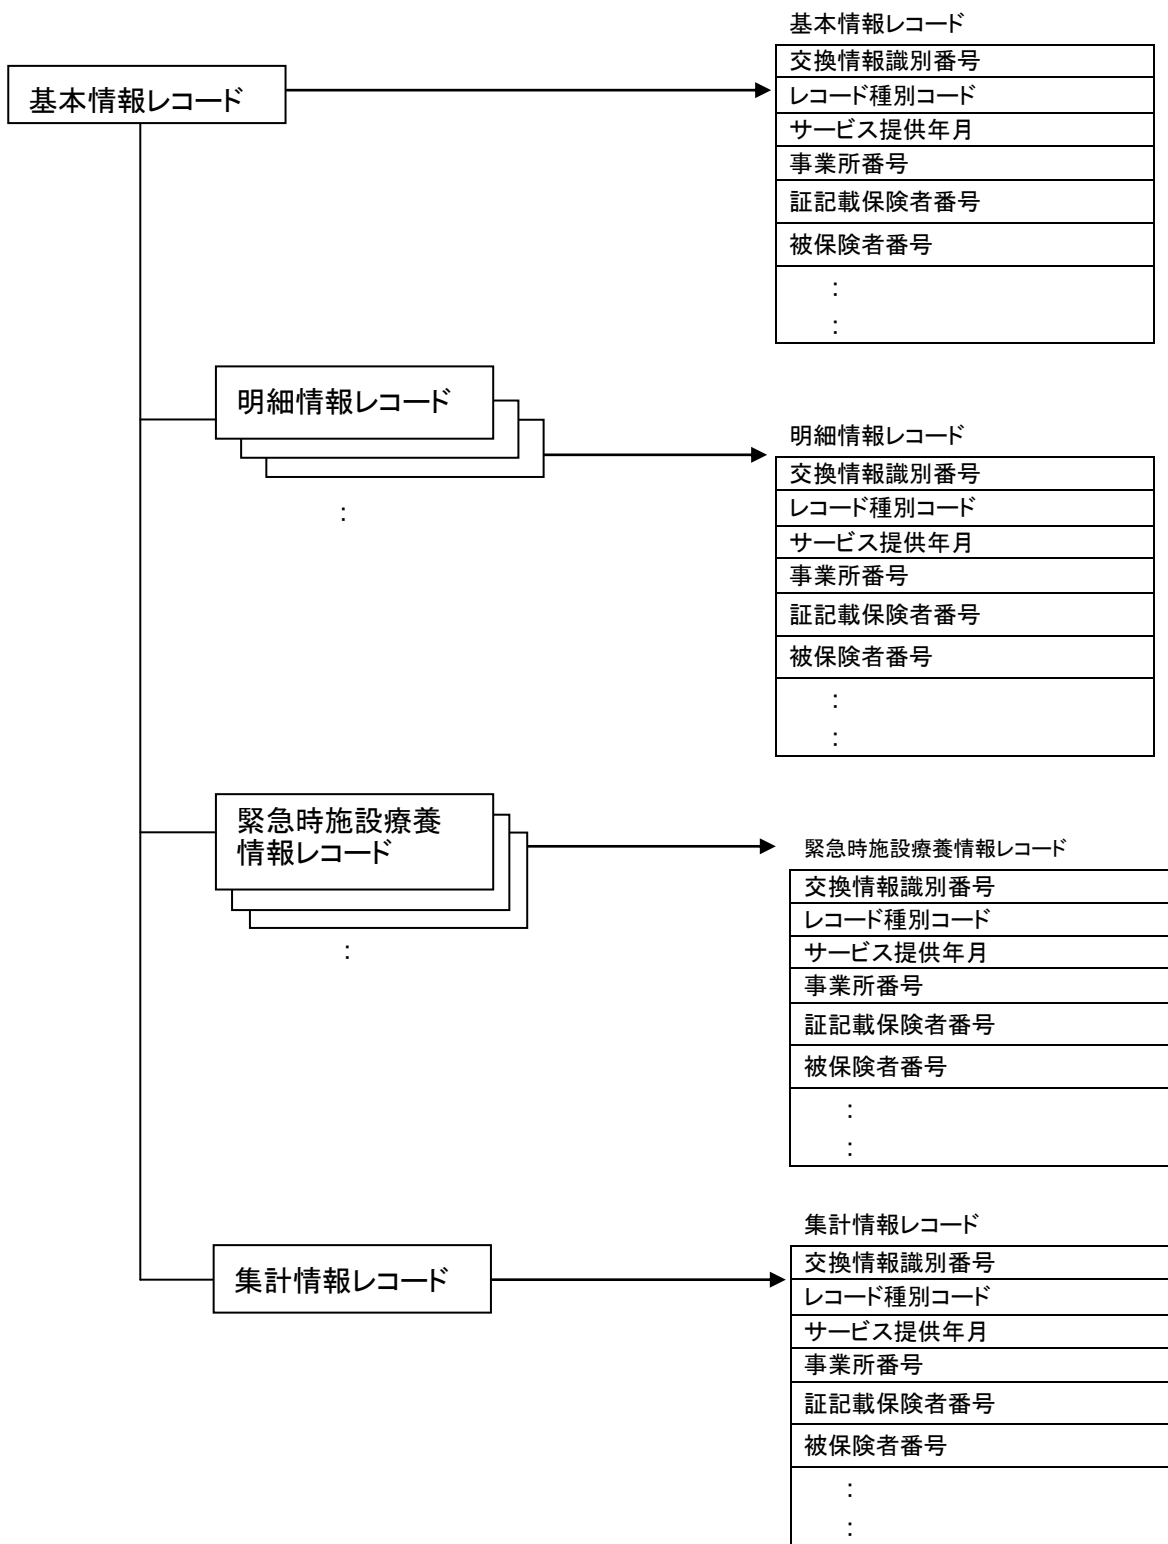 基本情報レコード
基本情報レコード
交換情報識別番号
レコード種別コード
サービス提供年月
事業所番号
証記載保険者番号
被保険者番号
:
:
明細情報レコード
:
明細情報レコード
交換情報識別番号
レコード種別コード
サービス提供年月
事業所番号
証記載保険者番号
被保険者番号
:
:
緊急時施設療養
情報レコード
:
緊急時施設療養情報レコード
交換情報識別番号
レコード種別コード
サービス提供年月
事業所番号
証記載保険者番号
被保険者番号
:
:
集計情報レコード
集計情報レコード
交換情報識別番号
レコード種別コード
サービス提供年月
事業所番号
証記載保険者番号
被保険者番号
:
: